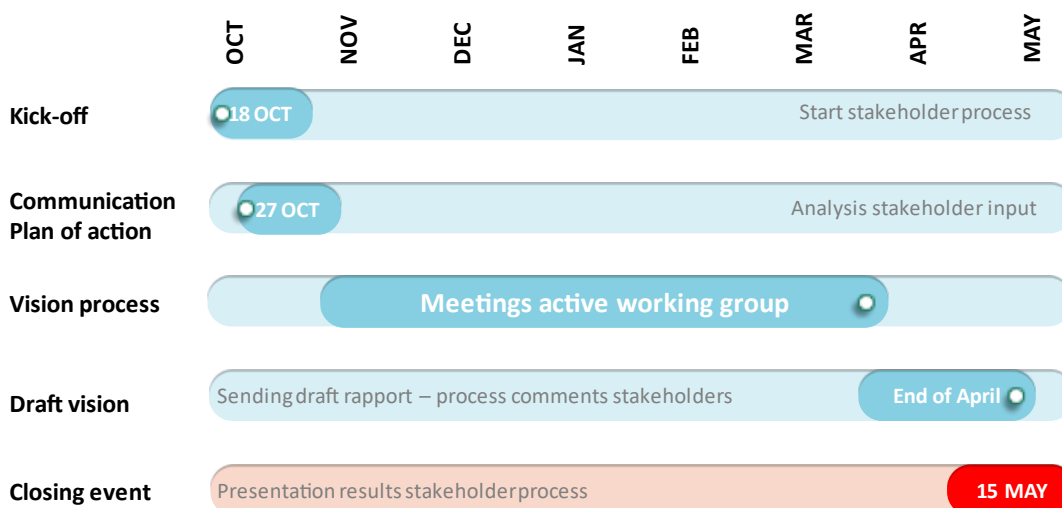 OCT NOV DEC JAN FEB MAR APR MAY
Kick-off
18 OCT
Start stakeholder process
Communication
Plan of action
27 OCT
Analysis stakeholder input
Vision process
Meetings active working group
Draft vision
Sending draft rapport – process comments stakeholders
End of April
Closing event
Presentation results stakeholder process
15 MAY